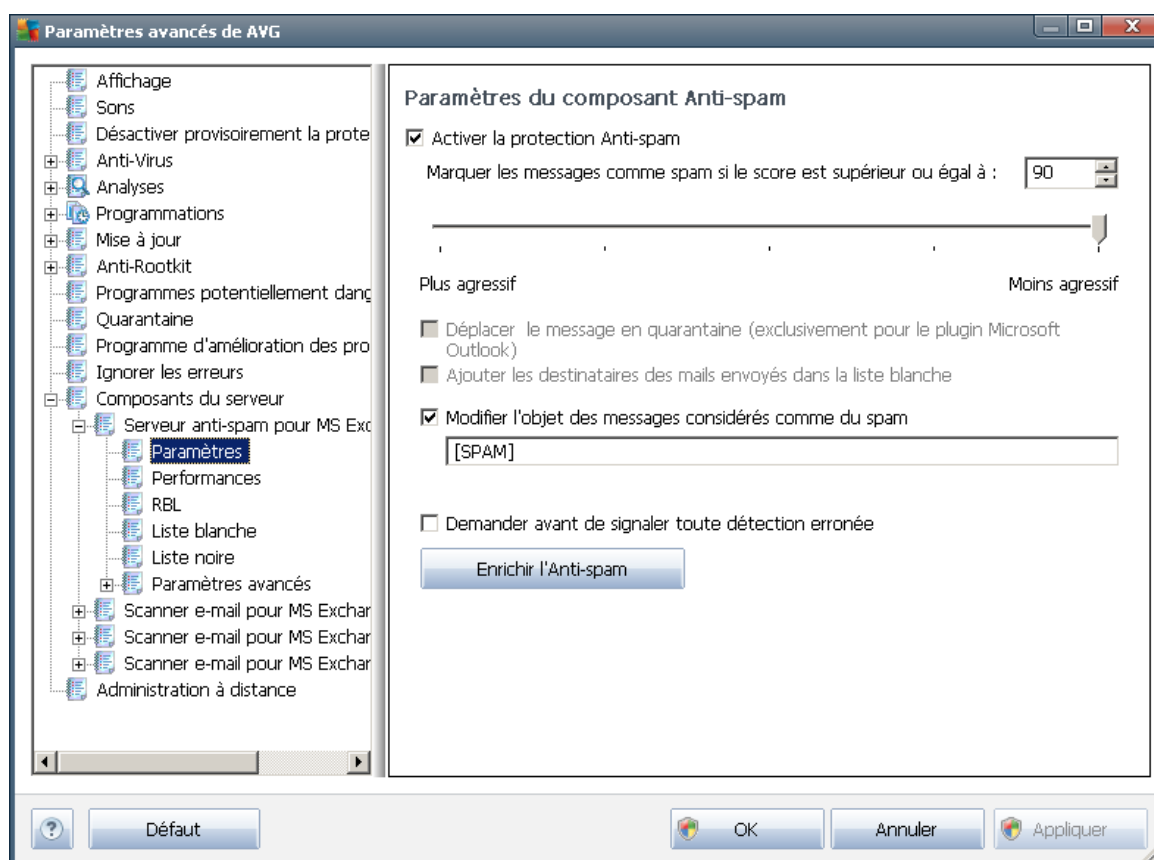 Paramètres avancés de AVG
Affichage
Sons
Désactiver provisoirement la prote
Anti-Virus
Analyses
Programmations
Mise à jour
Anti-Rootkit
Programmes potentiellement dang
Quarantaine
Programme d'amélioration des pro
Ignorer les erreurs
Composants du serveur
Serveur anti-spam pour MS Exc
Paramètres
Performances
RBL
Liste blanche
Liste noire
Paramètres avancés
Scanner e-mail pour MS Exchar
Scanner e-mail pour MS Exchar
Scanner e-mail pour MS Exchar
Administration à distance
Paramètres du composant Anti-spam
Activer la protection Anti-spam
Marquer les messages comme spam si le score est supérieur ou égal à : 90
Plus agressif Moins agressif
Déplacer le message en quarantaine (exclusivement pour le plugin Microsoft
Outlook)
Ajouter les destinataires des mails envoyés dans la liste blanche
Modifier l'objet des messages considérés comme du spam
[SPAM]
Demander avant de signaler toute détection erronée
Enrichir l'Anti-spam
? Défaut OK Annuler Appliquer